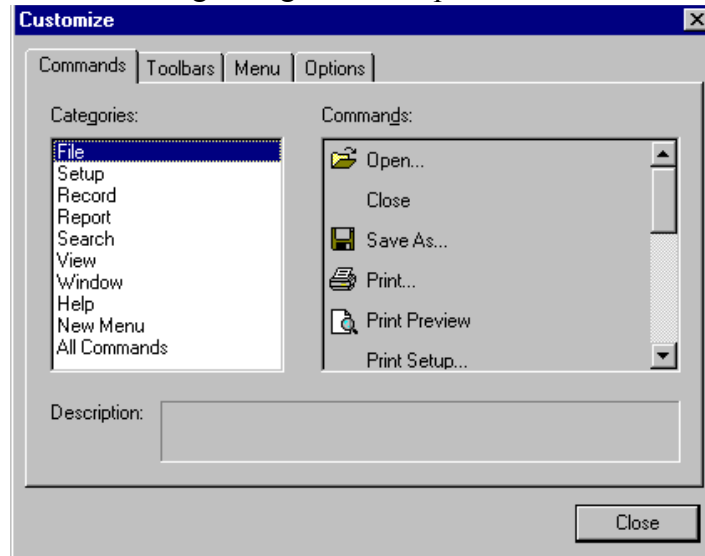 Customize
Commands Toolbars Menu Options
Categories:
File
Setup
Record
Report
Search
View
Window
Help
New Menu
All Commands
Commands:
Open...
Close
Save As...
Print...
Print Preview
Print Setup...
Description:
Close